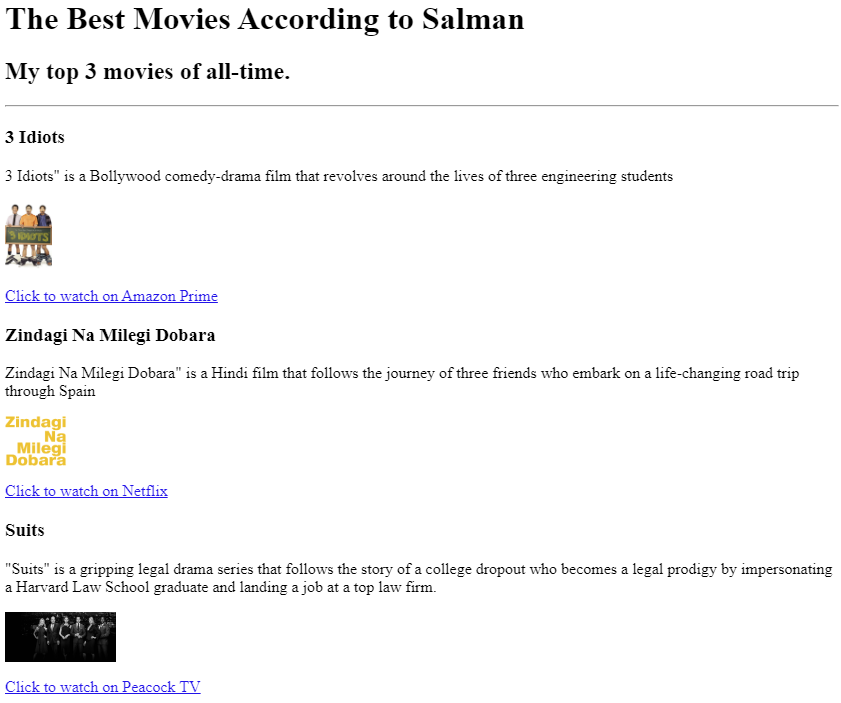 The Best Movies According to Salman
My top 3 movies of all-time.
3 Idiots
3 Idiots" is a Bollywood comedy-drama film that revolves around the lives of three engineering students
3 IDIOTS
Click to watch on Amazon Prime
Zindagi Na Milegi Dobara
Zindagi Na Milegi Dobara" is a Hindi film that follows the journey of three friends who embark on a life-changing road trip
through Spain
Zindagi
Na
Milegi
Dobara
Click to watch on Netflix
Suits
"Suits" is a gripping legal drama series that follows the story of a college dropout who becomes a legal prodigy by impersonating
a Harvard Law School graduate and landing a job at a top law firm.
Click to watch on Peacock TV